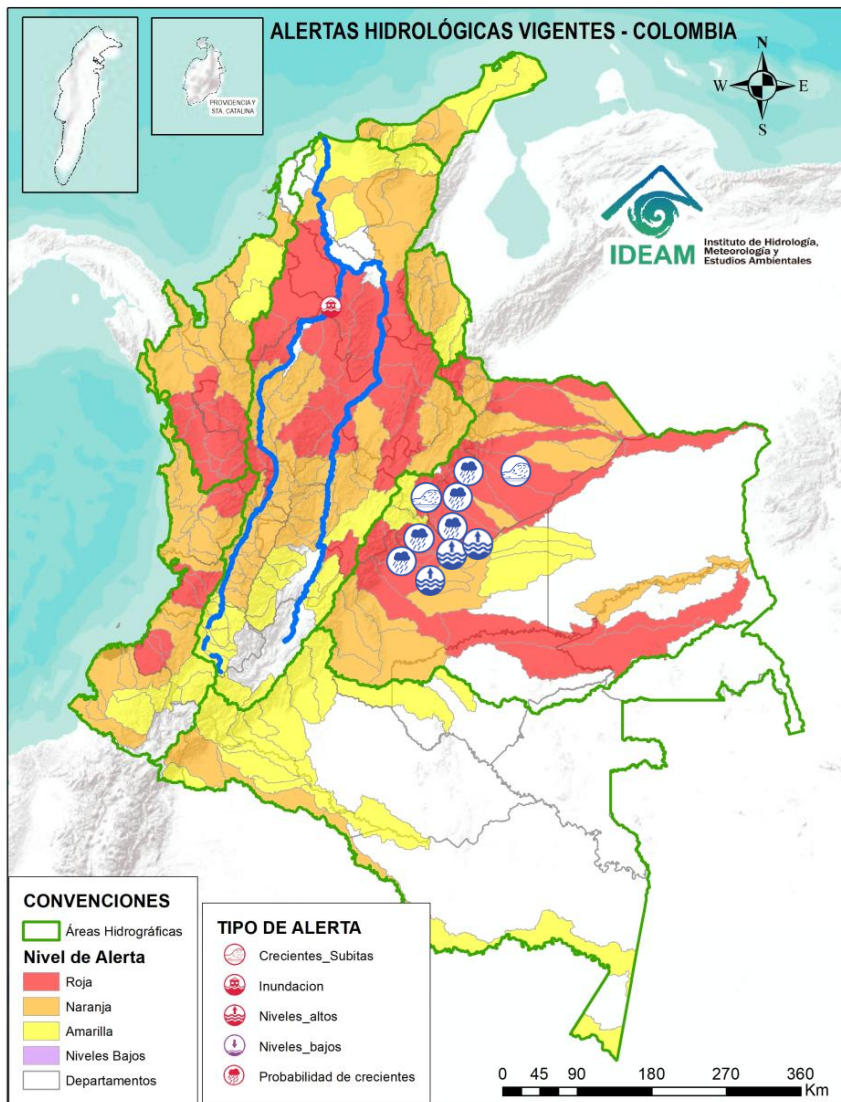 ALERTAS HIDROLÓGICAS VIGENTES - COLOMBIA
PROVIDENCIA Y
STA. CATALINA
N
W
E
S
IDEAM
Instituto de Hidrología,
Meteorología y
Estudios Ambientales
CONVENCIONES
Áreas Hidrográficas
Nivel de Alerta
Roja
Naranja
Amarilla
Niveles Bajos
Departamentos
TIPO DE ALERTA
Crecientes_Subitas
Inundacion
Niveles_altos
Niveles_bajos
Probabilidad de crecientes
0 45 90 180 270 360
Km